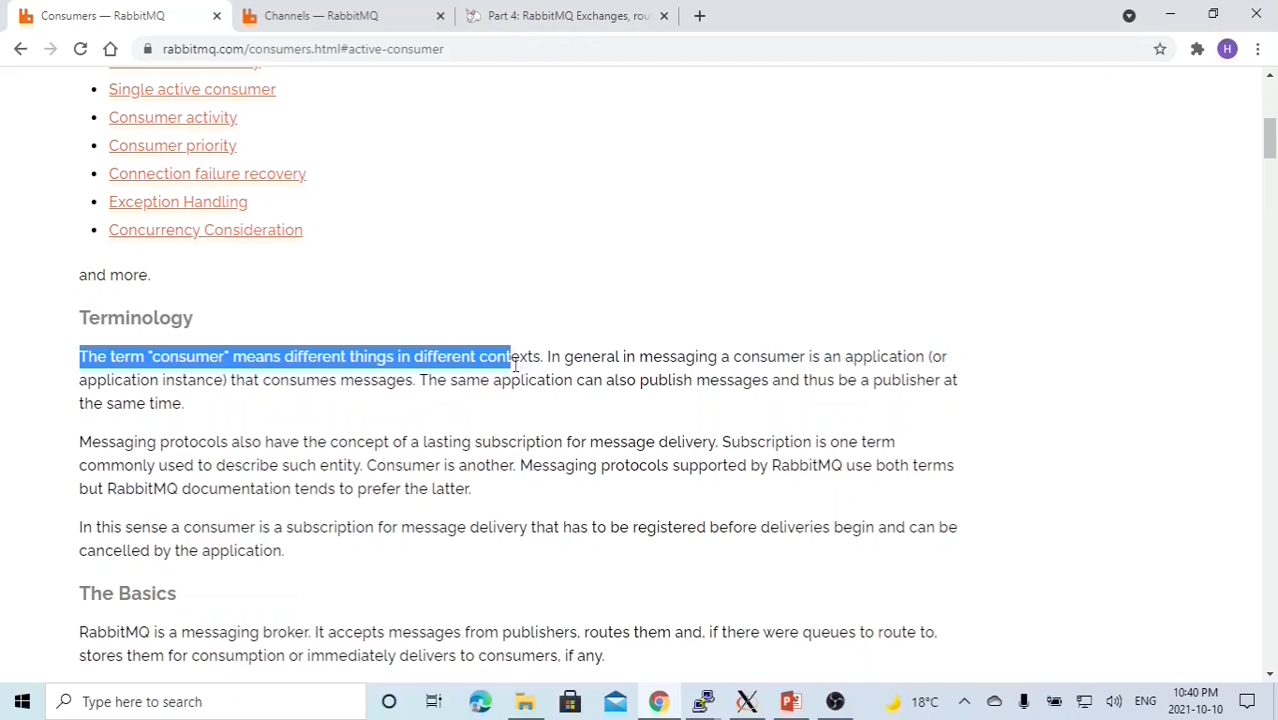 Consumers — RabbitMQ
Channels — RabbitMQ
Part 4: RabbitMQ Exchanges, rou
rabbitmq.com/consumers.html#active-consumer
H
Single active consumer
Consumer activity
Consumer priority
Connection failure recovery
Exception Handling
Concurrency Consideration
and more.
Terminology
The term "consumer" means different things in different contexts. In general in messaging a consumer is an application (or
application instance) that consumes messages. The same application can also publish messages and thus be a publisher at
the same time.
Messaging protocols also have the concept of a lasting subscription for message delivery. Subscription is one term
commonly used to describe such entity. Consumer is another. Messaging protocols supported by RabbitMQ use both terms
but RabbitMQ documentation tends to prefer the latter.
In this sense a consumer is a subscription for message delivery that has to be registered before deliveries begin and can be
cancelled by the application.
The Basics
RabbitMQ is a messaging broker. It accepts messages from publishers, routes them and, if there were queues to route to,
stores them for consumption or immediately delivers to consumers, if any.
Type here to search
18°C
ENG
10:40 PM
2021-10-10